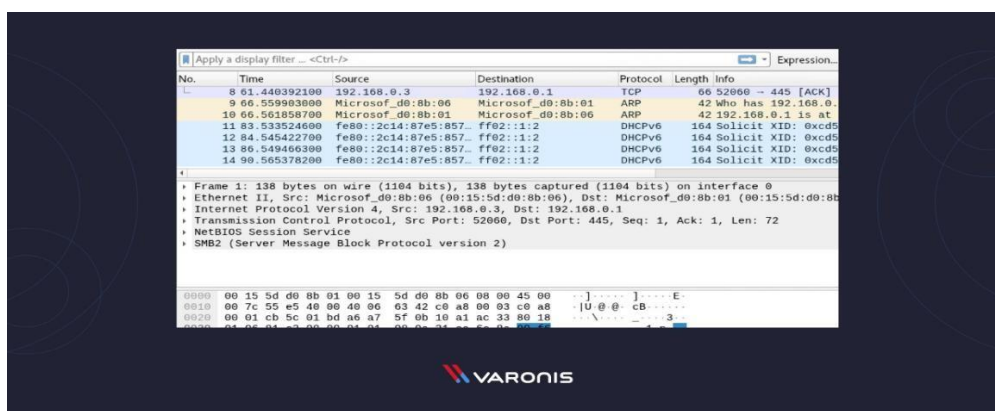 Apply a display filter ... <Ctrl-/> Expression...
No. Time Source Destination Protocol Length Info
8 61.440392100 192.168.0.3 192.168.0.1 TCP 66 52060 → 445 [ACK]
9 66.559903000 Microsof_d0:8b:06 Microsof_d0:8b:01 ARP 42 Who has 192.168.0.
10 66.561858700 Microsof_d0:8b:01 Microsof_d0:8b:06 ARP 42 192.168.0.1 is at
11 83.533524600 fe80::2c14:87e5:857… ff02::1:2 DHCPv6 164 Solicit XID: 0xcd5
12 84.545422700 fe80::2c14:87e5:857… ff02::1:2 DHCPv6 164 Solicit XID: 0xcd5
13 86.549466300 fe80::2c14:87e5:857… ff02::1:2 DHCPv6 164 Solicit XID: 0xcd5
14 90.565378200 fe80::2c14:87e5:857… ff02::1:2 DHCPv6 164 Solicit XID: 0xcd5
Frame 1: 138 bytes on wire (1104 bits), 138 bytes captured (1104 bits) on interface 0
Ethernet II, Src: Microsof_d0:8b:06 (00:15:5d:d0:8b:06), Dst: Microsof_d0:8b:01 (00:15:5d:d0:8b
Internet Protocol Version 4, Src: 192.168.0.3, Dst: 192.168.0.1
Transmission Control Protocol, Src Port: 52060, Dst Port: 445, Seq: 1, Ack: 1, Len: 72
NetBIOS Session Service
SMB2 (Server Message Block Protocol version 2)
0000 00 15 5d d0 8b 01 00 15 5d d0 8b 06 08 00 45 00 ··]····· ]·····E·
0010 00 7c 55 e5 40 00 40 06 63 42 c0 a8 00 03 c0 a8 ·|U·@·@· cB······
0020 00 01 cb 5c 01 bd a6 a7 5f 0b 10 a1 ac 33 80 18 ···\···· _····3··
VARONIS